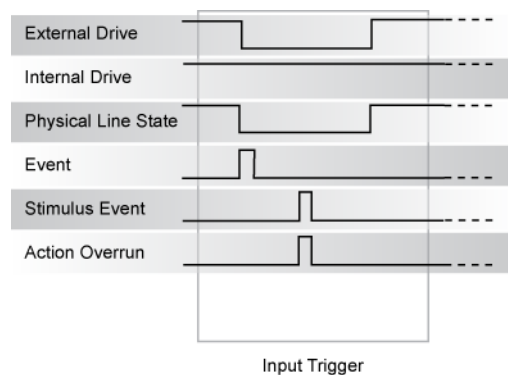 External Drive
Internal Drive
Physical Line State
Event
Stimulus Event
Action Overrun
Input Trigger